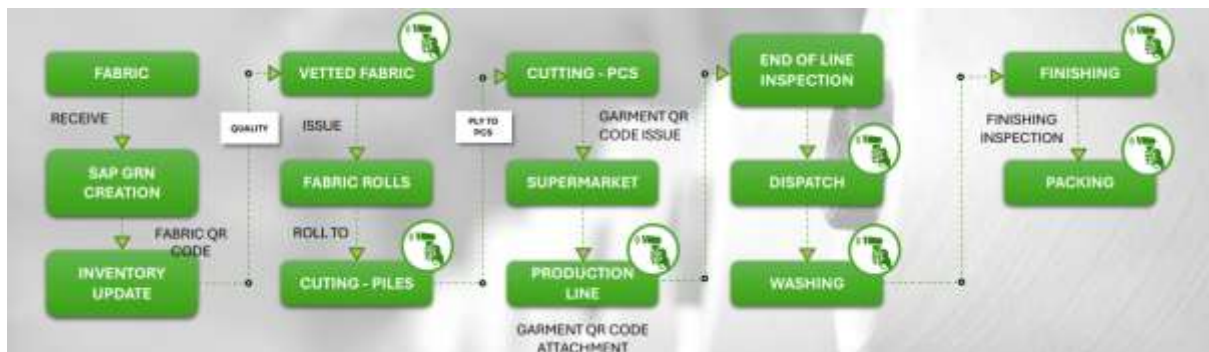 FABRIC
RECEIVE
SAP GRN
CREATION
FABRIC QR
CODE
INVENTORY
UPDATE
QUALITY
VETTED FABRIC
ISSUE
FABRIC ROLLS
ROLL TO
CUTING - PILES
PLY TO
PCS
CUTTING - PCS
GARMENT QR
CODE ISSUE
SUPERMARKET
PRODUCTION
LINE
GARMENT QR CODE
ATTACHMENT
END OF LINE
INSPECTION
DISPATCH
WASHING
FINISHING
FINISHING
INSPECTION
PACKING